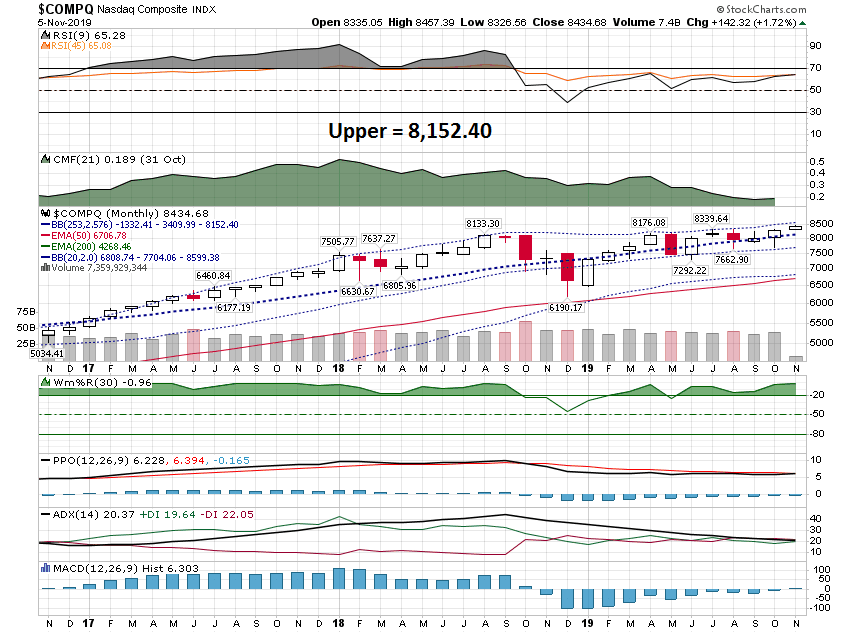 $COMPQ Nasdaq Composite INDX
© StockCharts.com
5-Nov-2019
Open 8335.05 High 8457.39 Low 8326.56 Close 8434.68 Volume 7.4B Chg +142.32 (+1.72%)
RSI(9) 65.28
RSI(45) 65.08
90
70
50
30
10
Upper = 8,152.40
CMF(21) 0.189 (31 Oct)
0.5
0.4
0.3
0.2
$COMPQ (Monthly) 8434.68
BB(253,2.576) -1332.41 - 3409.99 - 8152.40
EMA(50) 6706.78
EMA(200) 4268.46
BB(20,2.0) 6808.74 - 7704.06 - 8599.38
Volume 7,359,929,344
5034.41
6460.84
6177.19
7505.77
6630.67
7637.27
6805.96
8133.30
6190.17
8176.08
7292.22
8339.64
7662.90
8500
8000
7500
7000
6500
6000
5500
5000
75B
50B
25B
N D 17 F M A M J J A S O N D 18 F M A M J J A S O N D 19 F M A M J J A S O N
Wm%R(30) -0.96
-20
-50
-80
PPO(12,26,9) 6.228, 6.394, -0.165
10
5
0
ADX(14) 20.37 +DI 19.64 -DI 22.05
40
30
20
10
MACD(12,26,9) Hist 6.303
100
50
0
-50
-100
N D 17 F M A M J J A S O N D 18 F M A M J J A S O N D 19 F M A M J J A S O N